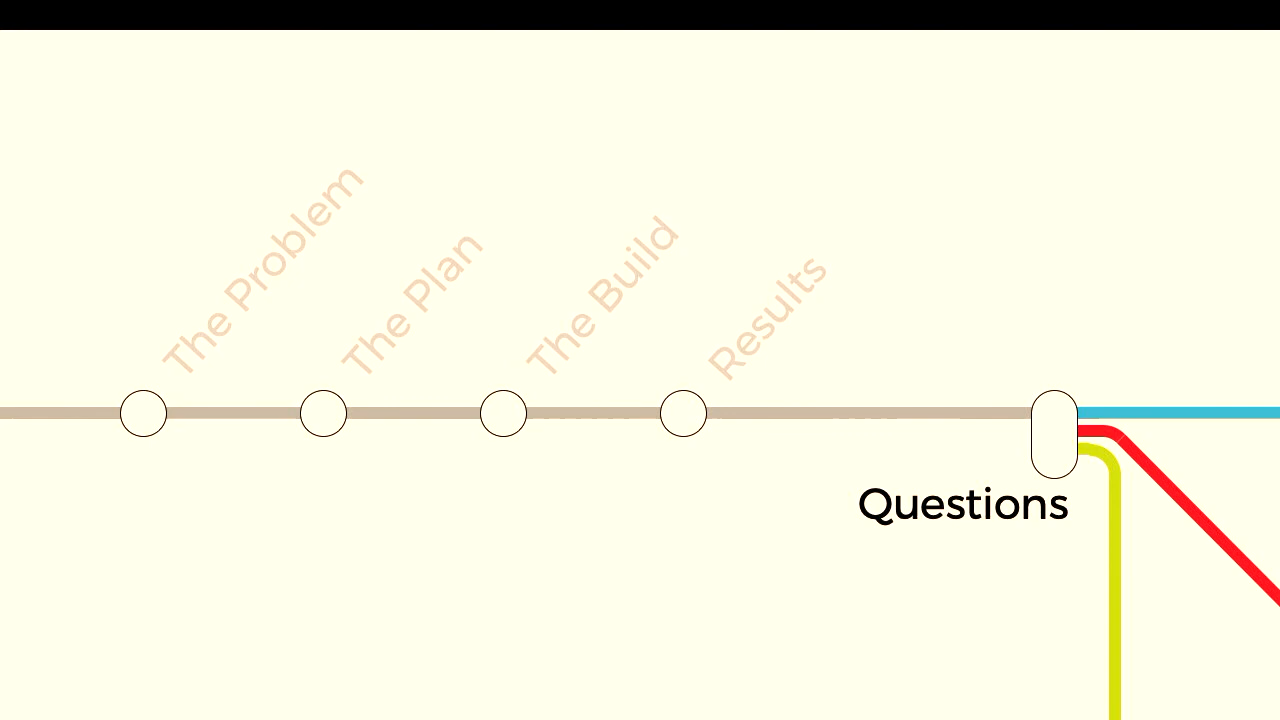 The Problem
The Plan
The Build
Results
Questions